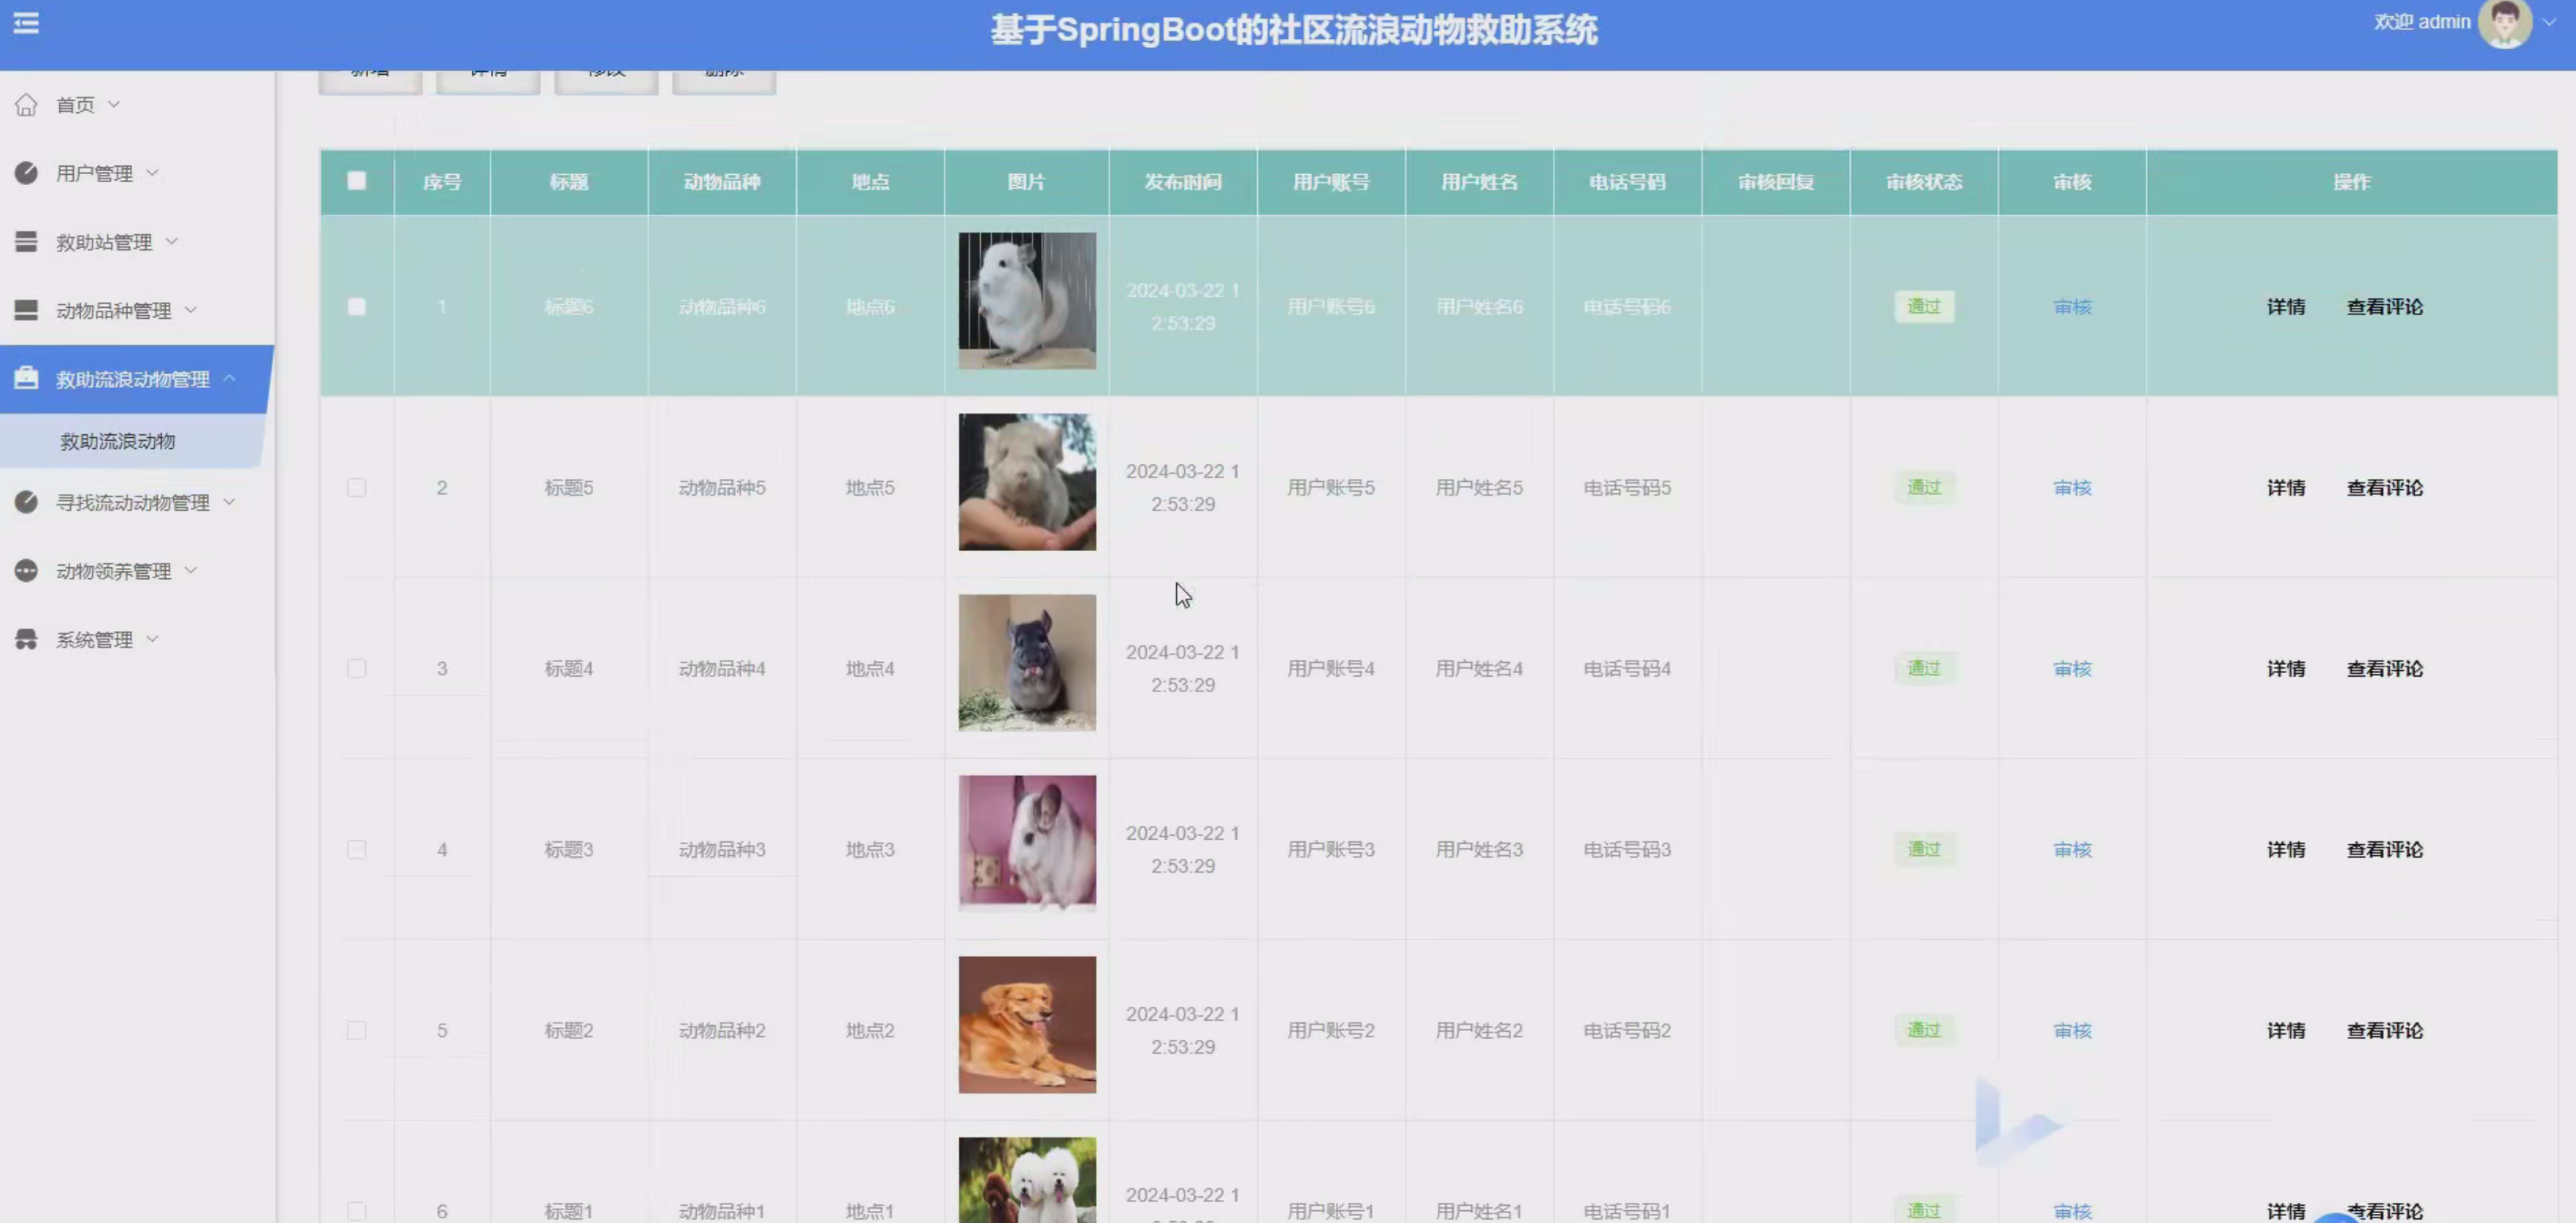 基于SpringBoot的社区流浪动物救助系统
欢迎 admin
首页
用户管理
救助站管理
动物品种管理
救助流浪动物管理
救助流浪动物
寻找流动动物管理
动物领养管理
系统管理
新增 详情 修改 删除
序号 标题 动物品种 地点 图片 发布时间 用户账号 用户姓名 电话号码 审核回复 审核状态 审核 操作
1 标题6 动物品种6 地点6 2024-03-22 1 用户账号6 用户姓名6 电话号码6 通过 审核 详情 查看评论
2:53:29
2 标题5 动物品种5 地点5 2024-03-22 1 用户账号5 用户姓名5 电话号码5 通过 审核 详情 查看评论
2:53:29
3 标题4 动物品种4 地点4 2024-03-22 1 用户账号4 用户姓名4 电话号码4 通过 审核 详情 查看评论
2:53:29
4 标题3 动物品种3 地点3 2024-03-22 1 用户账号3 用户姓名3 电话号码3 通过 审核 详情 查看评论
2:53:29
5 标题2 动物品种2 地点2 2024-03-22 1 用户账号2 用户姓名2 电话号码2 通过 审核 详情 查看评论
2:53:29
6 标题1 动物品种1 地点1 2024-03-22 1 用户账号1 用户姓名1 电话号码1 通过 审核 详情 查看评论